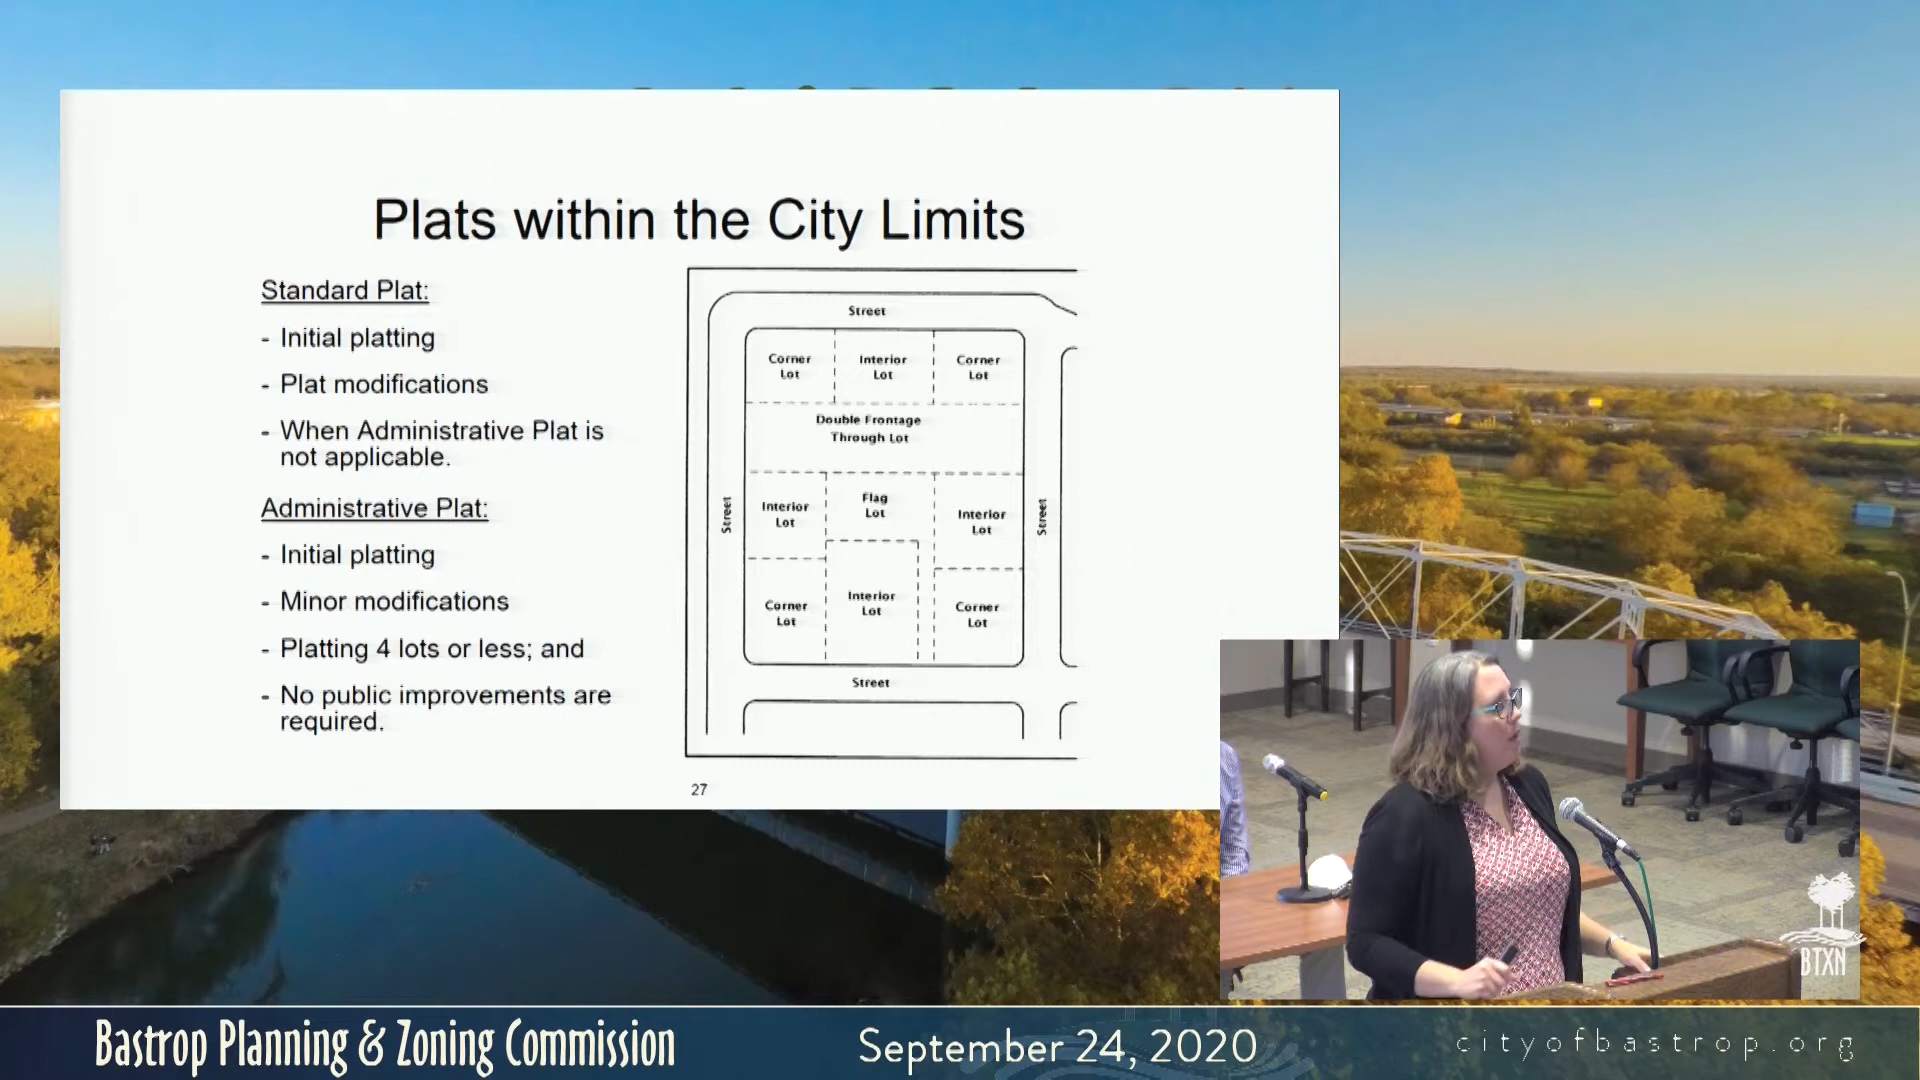 Plats within the City Limits
Standard Plat:
- Initial platting
- Plat modifications
- When Administrative Plat is
not applicable.
Administrative Plat:
- Initial platting
- Minor modifications
- Platting 4 lots or less; and
- No public improvements are
required.
Street
Corner
Lot
Interior
Lot
Corner
Lot
Double Frontage
Through Lot
Street
Interior
Lot
Flag
Lot
Interior
Lot
Street
Corner
Lot
Interior
Lot
Corner
Lot
Street
27
BTXN
Bastrop Planning & Zoning Commission
September 24, 2020
cityofbastrop.org